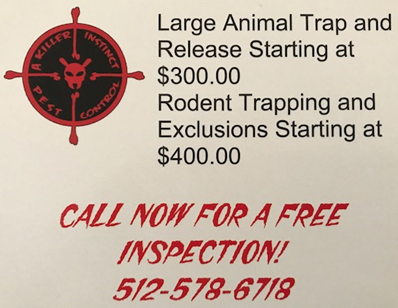 A KILLER INSTINCT
PEST CONTROL
Large Animal Trap and
Release Starting at
$300.00
Rodent Trapping and
Exclusions Starting at
$400.00
CALL NOW FOR A FREE
INSPECTION!
512-578-6718